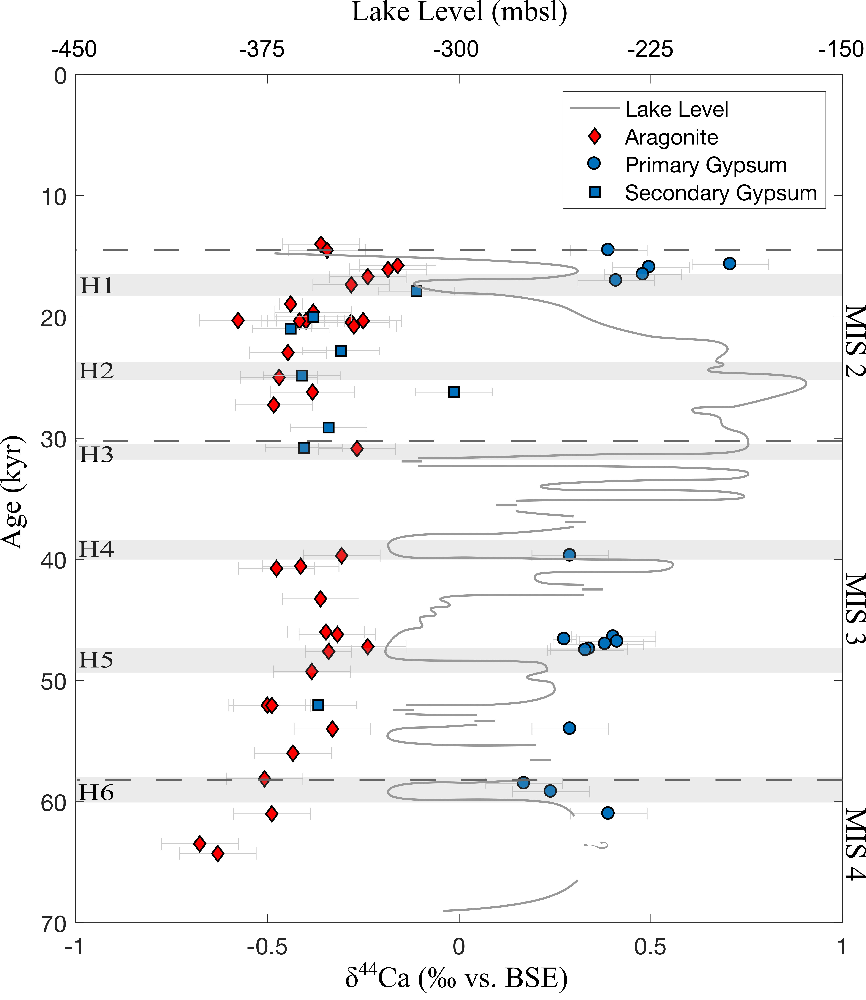 Lake Level (mbsl)
-450 -375 -300 -225 -150
0
Lake Level
Aragonite
Primary Gypsum
Secondary Gypsum
10
H1
20
H2
MIS 2
30
H3
Age (kyr)
H4
40
MIS 3
H5
50
H6
60
MIS 4
?
70
-1 -0.5 0 0.5 1
δ⁴⁴Ca (‰ vs. BSE)